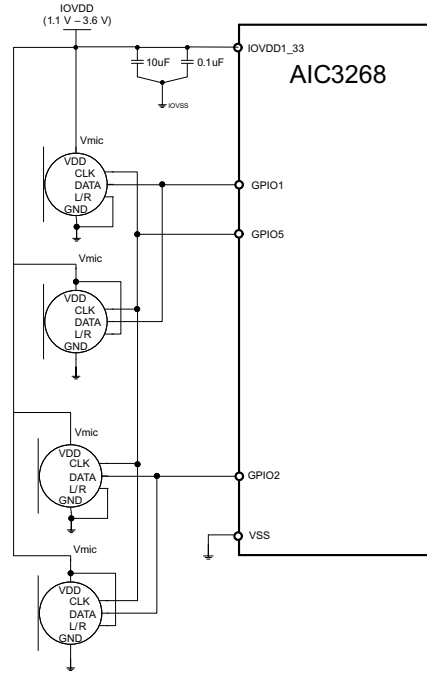 IOVDD
(1.1 V – 3.6 V)
IOVDD1_33
10uF
0.1uF
AIC3268
IOVSS
Vmic
VDD
CLK
DATA
L/R
GND
GPIO1
GPIO5
Vmic
VDD
CLK
DATA
L/R
GND
Vmic
VDD
CLK
DATA
L/R
GND
GPIO2
VSS
Vmic
VDD
CLK
DATA
L/R
GND